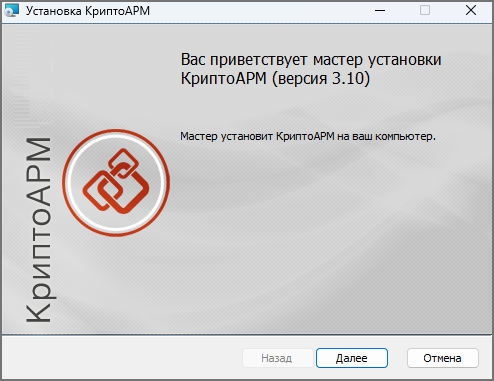 Установка КриптоАРМ
Вас приветствует мастер установки
КриптоАРМ (версия 3.10)
Мастер установит КриптоАРМ на ваш компьютер.
КриптоАРМ
Назад
Далее
Отмена